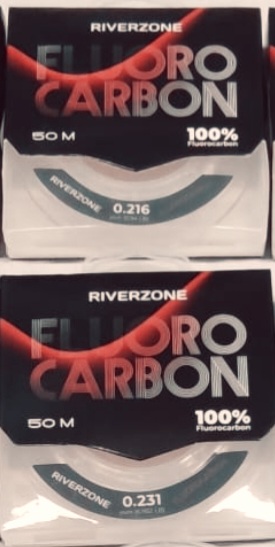 RIVERZONE
FLUORO
CARBON
50 M
100%
Fluorocarbon
RIVERZONE
0.216
RIVERZONE
FLUORO
CARBON
50 M
100%
Fluorocarbon
RIVERZONE
0.231